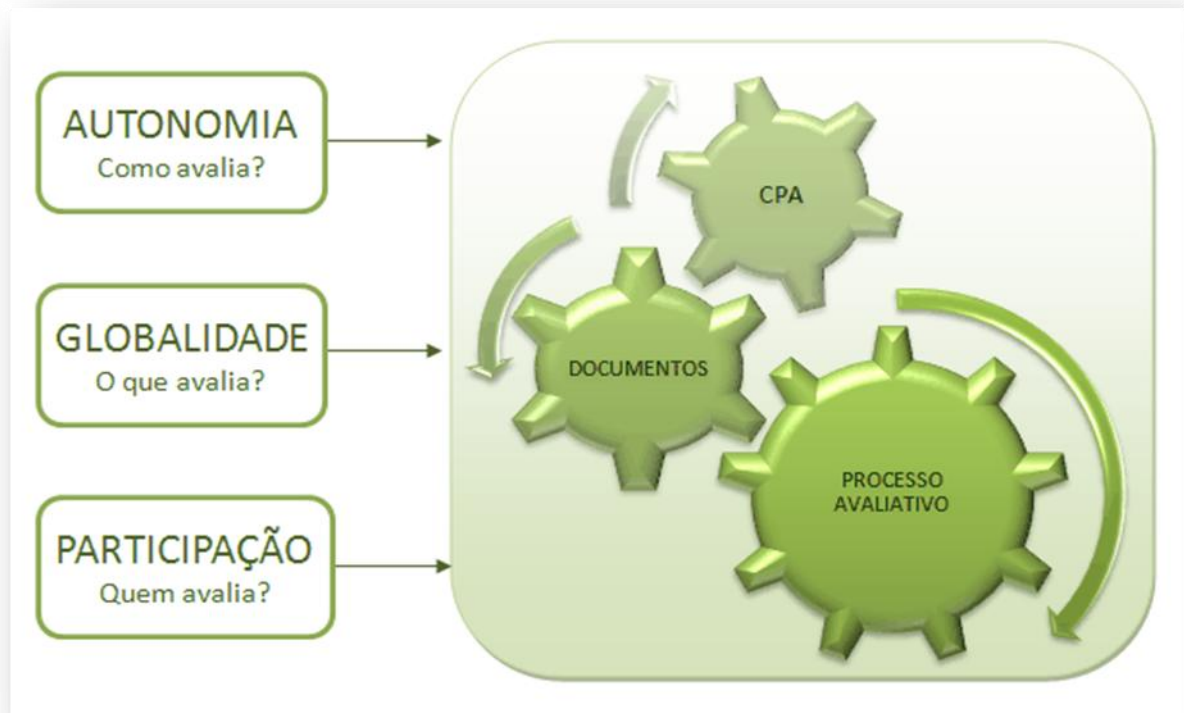 AUTONOMIA
Como avalia?
GLOBALIDADE
O que avalia?
PARTICIPAÇÃO
Quem avalia?
CPA
DOCUMENTOS
PROCESSO
AVALIATIVO